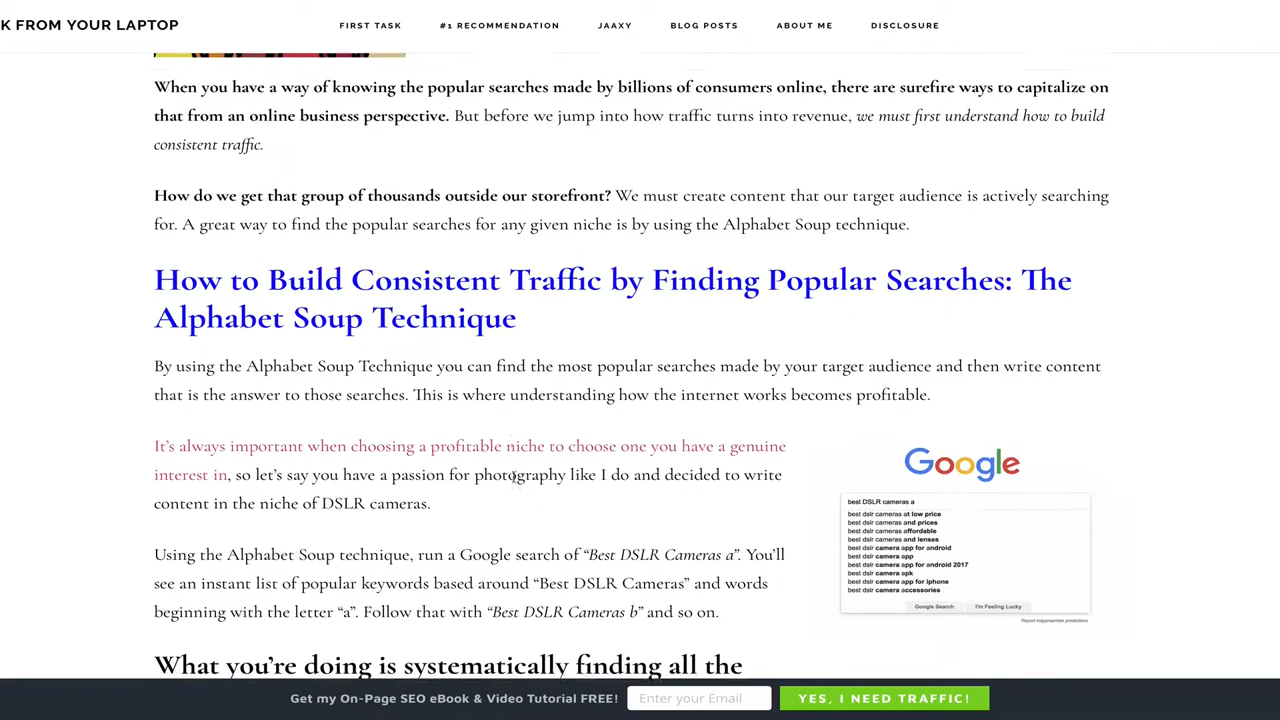 K FROM YOUR LAPTOP
FIRST TASK
#1 RECOMMENDATION
JAAXY
BLOG POSTS
ABOUT ME
DISCLOSURE
When you have a way of knowing the popular searches made by billions of consumers online, there are surefire ways to capitalize on
that from an online business perspective. But before we jump into how traffic turns into revenue, we must first understand how to build
consistent traffic.
How do we get that group of thousands outside our storefront? We must create content that our target audience is actively searching
for. A great way to find the popular searches for any given niche is by using the Alphabet Soup technique.
How to Build Consistent Traffic by Finding Popular Searches: The
Alphabet Soup Technique
By using the Alphabet Soup Technique you can find the most popular searches made by your target audience and then write content
that is the answer to those searches. This is where understanding how the internet works becomes profitable.
It's always important when choosing a profitable niche to choose one you have a genuine
interest in, so let's say you have a passion for photography like I do and decided to write
content in the niche of DSLR cameras.
Using the Alphabet Soup technique, run a Google search of “Best DSLR Cameras a”. You'll
see an instant list of popular keywords based around “Best DSLR Cameras” and words
beginning with the letter “a”. Follow that with “Best DSLR Cameras b” and so on.
Google
best DSLR cameras a
best dslr cameras at low price
best dslr cameras and prices
best dslr cameras affordable
best dslr cameras and lenses
best dslr camera app for android
best dslr camera app
best dslr camera app for android 2017
best dslr camera apk
best dslr camera app for iphone
best dslr camera accessories
Google Search
I'm Feeling Lucky
Report inappropriate predictions
What you're doing is systematically finding all the
Get my On-Page SEO eBook & Video Tutorial FREE!
Enter your Email
YES, I NEED TRAFFIC!